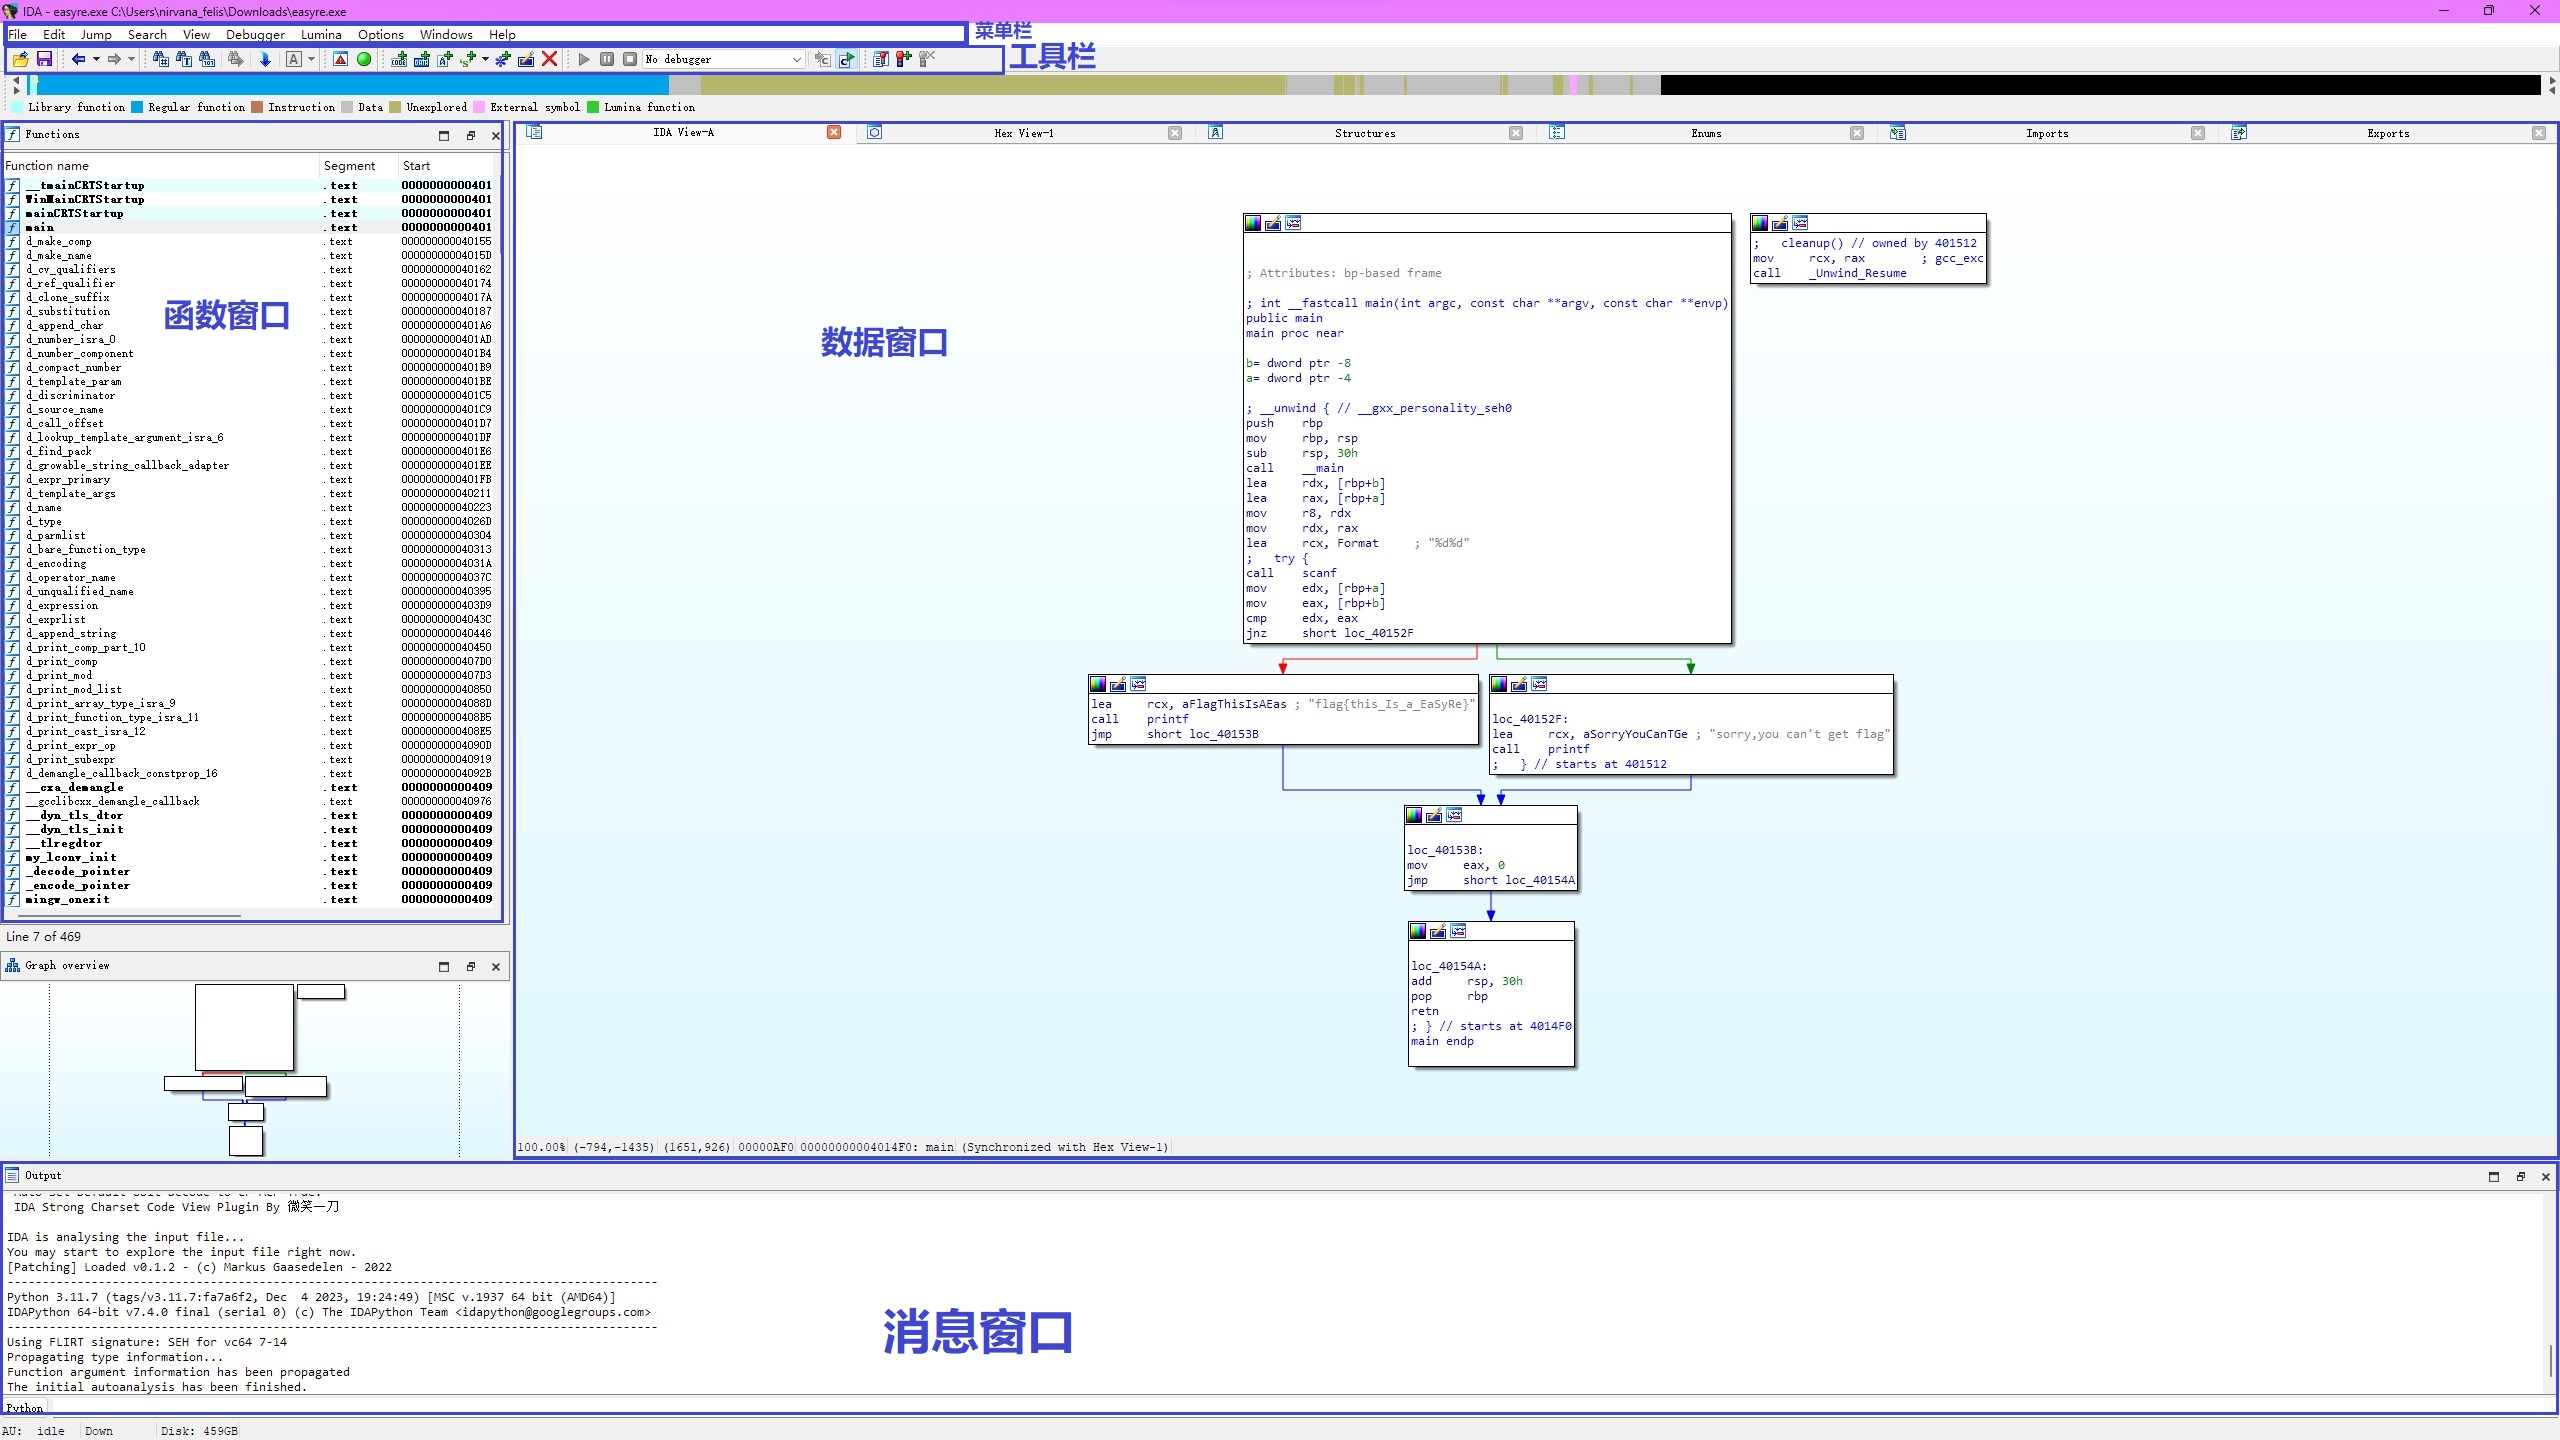 IDA - easyre.exe C:\Users\nirvana_felis\Downloads\easyre.exe
File Edit Jump Search View Debugger Lumina Options Windows Help
菜单栏
No debugger
工具栏
Library function Regular function Instruction Data Unexplored External symbol Lumina function
Functions
Function name Segment Start
__tmainCRTStartup .text 0000000000401
WinMainCRTStartup .text 0000000000401
mainCRTStartup .text 0000000000401
main .text 0000000000401
d_make_comp .text 000000000040155
d_make_name .text 00000000004015D
d_cv_qualifiers .text 000000000040162
d_ref_qualifier .text 000000000040174
d_clone_suffix .text 00000000004017A
d_substitution .text 000000000040187
d_append_char .text 0000000000401A6
d_number_isra_0 .text 0000000000401AD
d_number_component .text 0000000000401B4
d_compact_number .text 0000000000401B9
d_template_param .text 0000000000401BE
d_discriminator .text 0000000000401C5
d_source_name .text 0000000000401C9
d_call_offset .text 0000000000401D7
d_lookup_template_argument_isra_6 .text 0000000000401DF
d_find_pack .text 0000000000401E6
d_growable_string_callback_adapter .text 0000000000401EE
d_expr_primary .text 0000000000401FB
d_template_args .text 000000000040211
d_name .text 000000000040223
d_type .text 00000000004026D
d_parmlist .text 000000000040304
d_bare_function_type .text 000000000040313
d_encoding .text 00000000004031A
d_operator_name .text 00000000004037C
d_unqualified_name .text 000000000040395
d_expression .text 0000000000403D9
d_exprlist .text 00000000004043C
d_append_string .text 000000000040446
d_print_comp_part_10 .text 000000000040450
d_print_comp .text 0000000000407D0
d_print_mod .text 0000000000407D3
d_print_mod_list .text 000000000040850
d_print_array_type_isra_9 .text 00000000004088D
d_print_function_type_isra_11 .text 0000000000408B5
d_print_cast_isra_12 .text 0000000000408E5
d_print_expr_op .text 00000000004090D
d_print_subexpr .text 000000000040919
d_demangle_callback_constprop_16 .text 00000000004092B
__cxa_demangle .text 0000000000409
__gcclibcxx_demangle_callback .text 000000000040976
__dyn_tls_dtor .text 0000000000409
__dyn_tls_init .text 0000000000409
__tlregdtor .text 0000000000409
my_lconv_init .text 0000000000409
_decode_pointer .text 0000000000409
_encode_pointer .text 0000000000409
mingw_onexit .text 0000000000409
函数窗口
Line 7 of 469
Graph overview
IDA View-A Hex View-1 Structures Enums Imports Exports
数据窗口
; Attributes: bp-based frame
; int __fastcall main(int argc, const char **argv, const char **envp)
public main
main proc near
b= dword ptr -8
a= dword ptr -4
; __unwind { // __gxx_personality_seh0
push rbp
mov rbp, rsp
sub rsp, 30h
call __main
lea rdx, [rbp+b]
lea rax, [rbp+a]
mov r8, rdx
mov rdx, rax
lea rcx, Format ; "%d%d"
; try {
call scanf
mov edx, [rbp+a]
mov eax, [rbp+b]
cmp edx, eax
jnz short loc_40152F
; cleanup() // owned by 401512
mov rcx, rax ; gcc_exc
call _Unwind_Resume
lea rcx, aFlagThisIsAEas ; "flag{this_Is_a_EaSyRe}"
call printf
jmp short loc_40153B
loc_40152F:
lea rcx, aSorryYouCanTGe ; "sorry,you can't get flag"
call printf
; } // starts at 401512
loc_40153B:
mov eax, 0
jmp short loc_40154A
loc_40154A:
add rsp, 30h
pop rbp
retn
; } // starts at 4014F0
main endp
100.00% (-794,-1435) (1651,926) 00000AF0 00000000004014F0: main (Synchronized with Hex View-1)
Output
IDA Strong Charset Code View Plugin By 微笑一刀
IDA is analysing the input file...
You may start to explore the input file right now.
[Patching] Loaded v0.1.2 - (c) Markus Gaasedelen - 2022
Python 3.11.7 (tags/v3.11.7:fa7a6f2, Dec 4 2023, 19:24:49) [MSC v.1937 64 bit (AMD64)]
IDAPython 64-bit v7.4.0 final (serial 0) (c) The IDAPython Team <idapython@googlegroups.com>
Using FLIRT signature: SEH for vc64 7-14
Propagating type information...
Function argument information has been propagated
The initial autoanalysis has been finished.
消息窗口
Python
AU: idle Down Disk: 459GB